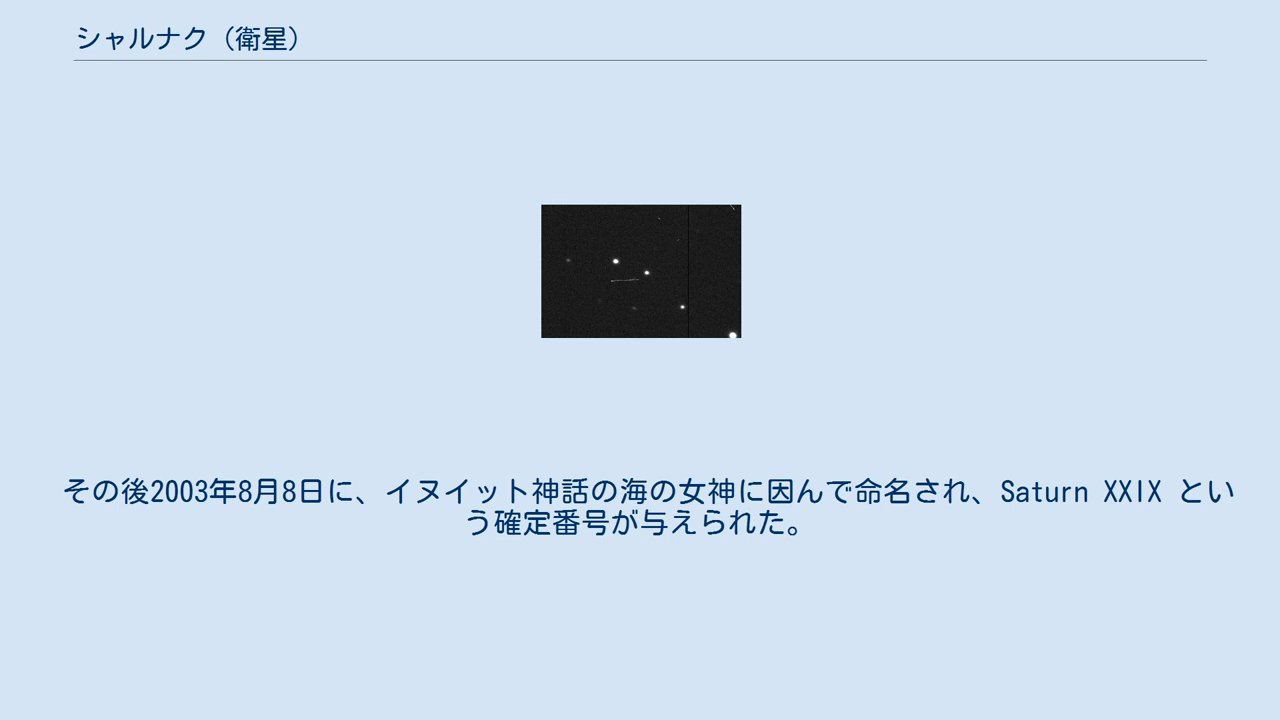 シャルナク（衛星）
その後2003年8月8日に、イヌイット神話の海の女神に因んで命名され、Saturn XXIX とい
う確定番号が与えられた。